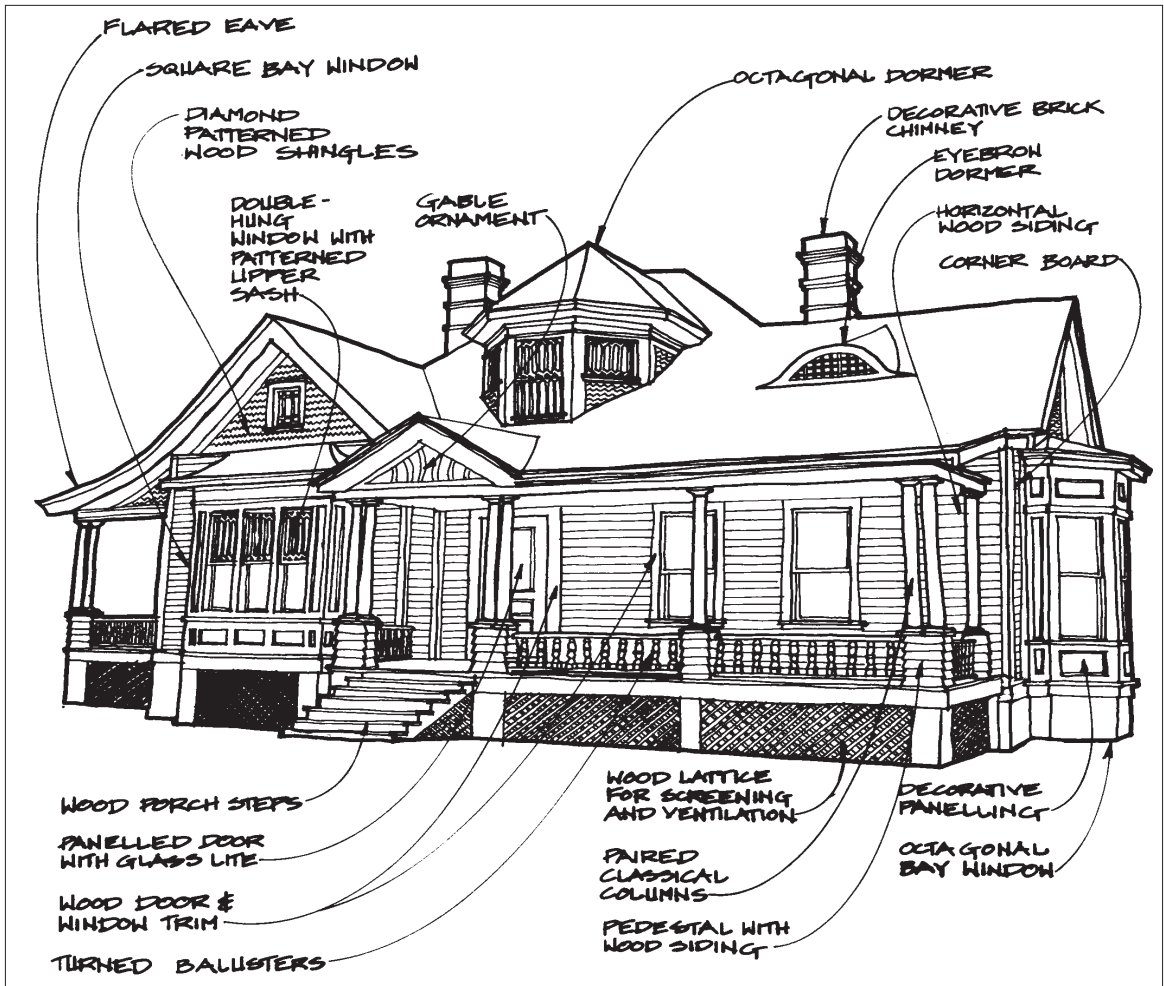 FLARED EAVE
SQUARE BAY WINDOW
DIAMOND
PATTERNED
WOOD SHINGLES
DOUBLE-
HUNG
WINDOW WITH
PATTERNED
UPPER
SASH
GABLE
ORNAMENT
OCTAGONAL DORMER
DECORATIVE BRICK
CHIMNEY
EYEBROW
DORMER
HORIZONTAL
WOOD SIDING
CORNER BOARD
WOOD PORCH STEPS
PANELLED DOOR
WITH GLASS LITE
WOOD DOOR &
WINDOW TRIM
TURNED BALUSTERS
WOOD LATTICE
FOR SCREENING
AND VENTILATION
PAIRED
CLASSICAL
COLUMNS
PEDESTAL WITH
WOOD SIDING
DECORATIVE
PANELLING
OCTAGONAL
BAY WINDOW